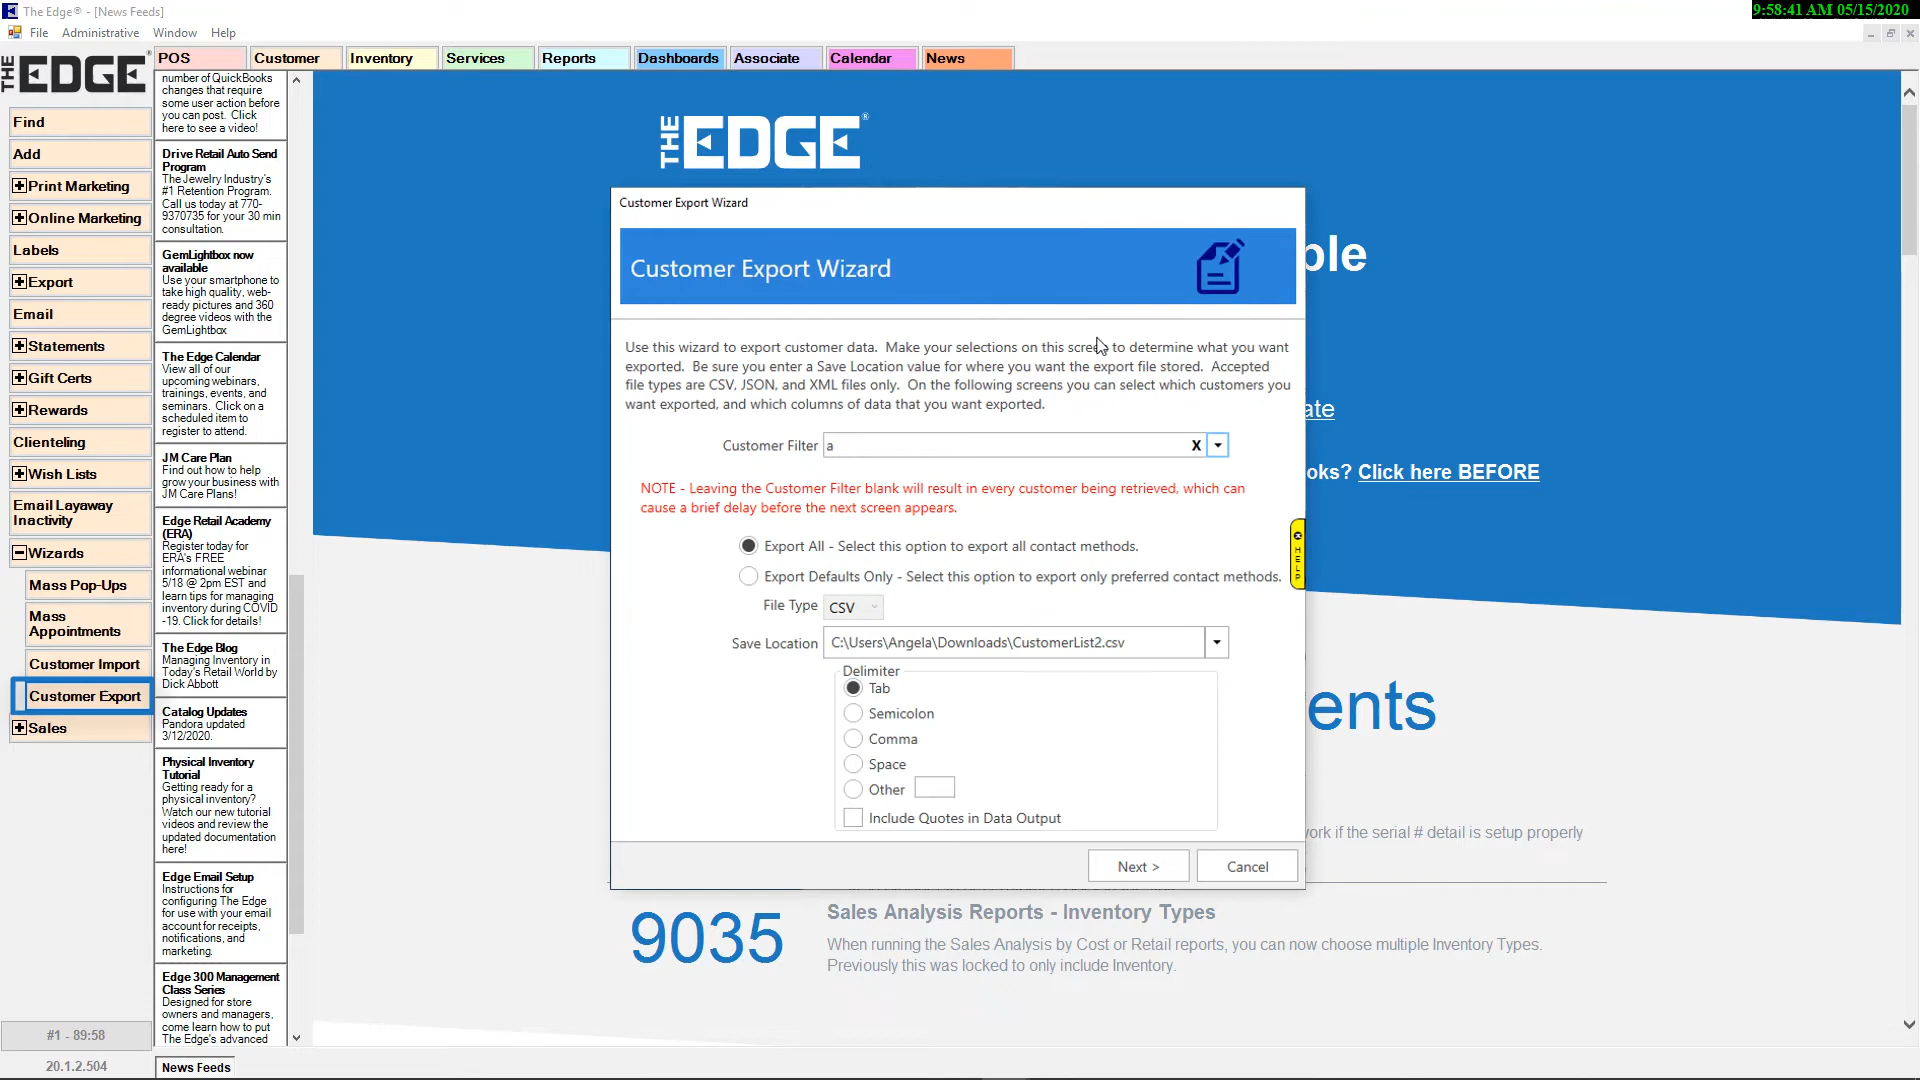 The Edge® - [News Feeds]
9:58:41 AM 05/15/2020
File Administrative Window Help
THE EDGE®
POS Customer Inventory Services Reports Dashboards Associate Calendar News
Find
Add
Print Marketing
Online Marketing
Labels
Export
Email
Statements
Gift Certs
Rewards
Clienteling
Wish Lists
Email Layaway
Inactivity
Wizards
Mass Pop-Ups
Mass
Appointments
Customer Import
Customer Export
Sales
#1 - 89:58
20.1.2.504
number of QuickBooks
changes that require
some user action before
you can post. Click
here to see a video!
Drive Retail Auto Send
Program
The Jewelry Industry's
#1 Retention Program.
Call us today at 770-
9370735 for your 30 min
consultation.
GemLightbox now
available
Use your smartphone to
take high quality, web-
ready pictures and 360
degree videos with the
GemLightbox
The Edge Calendar
View all of our
upcoming webinars,
trainings, events, and
seminars. Click on a
scheduled item to
register to attend.
JM Care Plan
Find out how to help
grow your business with
JM Care Plans!
Edge Retail Academy
(ERA)
Register today for
ERA's FREE
informational webinar
5/18 @ 2pm EST and
learn tips for managing
inventory during COVID
-19. Click for details!
The Edge Blog
Managing Inventory in
Today's Retail World by
Dick Abbott
Catalog Updates
Pandora updated
3/12/2020.
Physical Inventory
Tutorial
Getting ready for a
physical inventory?
Watch our new tutorial
videos and review the
updated documentation
here!
Edge Email Setup
Instructions for
configuring The Edge
for use with your email
account for receipts,
notifications, and
marketing.
Edge 300 Management
Class Series
Designed for store
owners and managers,
come learn how to put
The Edge's advanced
News Feeds
THE EDGE®
ple
ate
oks? Click here BEFORE
ents
work if the serial # detail is setup properly
Customer Export Wizard
Customer Export Wizard
Use this wizard to export customer data. Make your selections on this screen to determine what you want
exported. Be sure you enter a Save Location value for where you want the export file stored. Accepted
file types are CSV, JSON, and XML files only. On the following screens you can select which customers you
want exported, and which columns of data that you want exported.
Customer Filter a X
NOTE - Leaving the Customer Filter blank will result in every customer being retrieved, which can
cause a brief delay before the next screen appears.
Export All - Select this option to export all contact methods.
Export Defaults Only - Select this option to export only preferred contact methods.
HELP
File Type CSV
Save Location C:\Users\Angela\Downloads\CustomerList2.csv
Delimiter
Tab
Semicolon
Comma
Space
Other
Include Quotes in Data Output
Next > Cancel
9035
Sales Analysis Reports - Inventory Types
When running the Sales Analysis by Cost or Retail reports, you can now choose multiple Inventory Types.
Previously this was locked to only include Inventory.